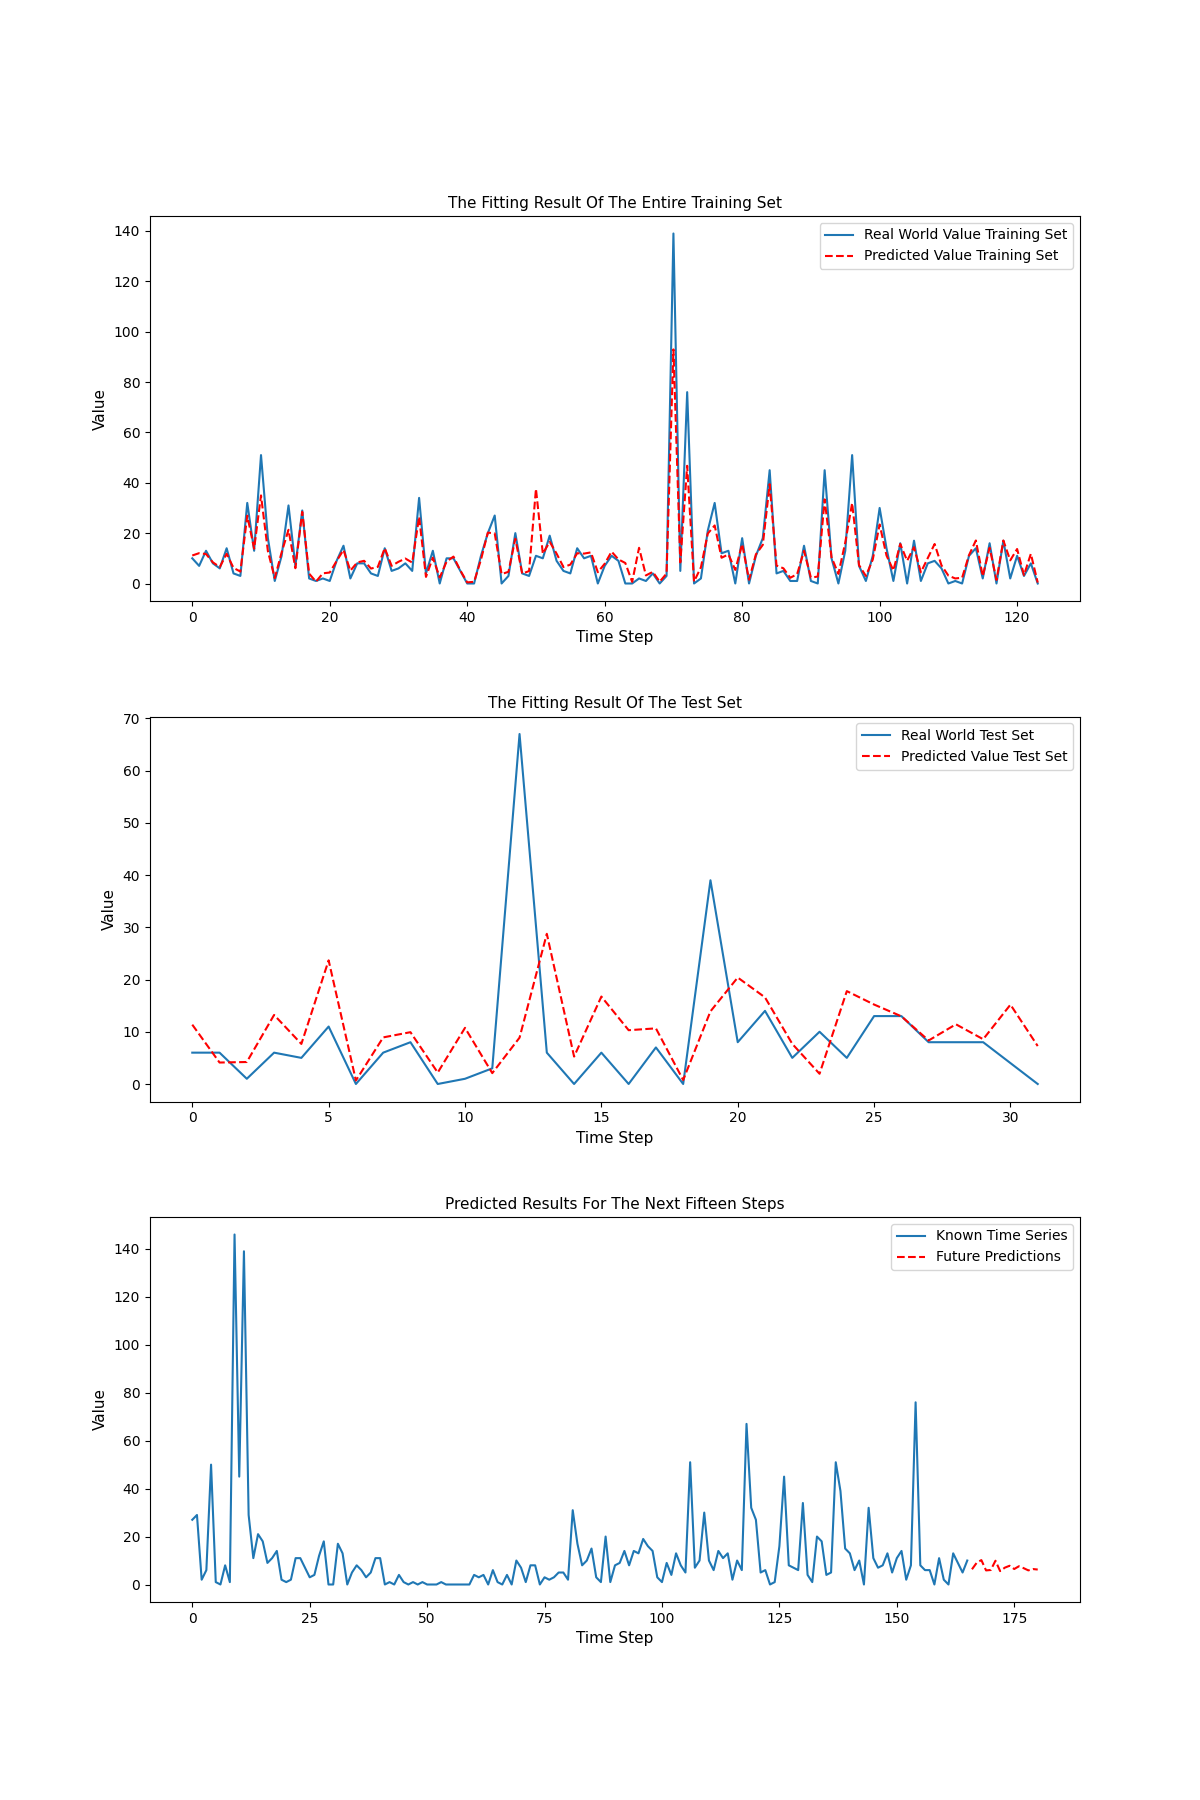 The Fitting Result Of The Entire Training Set
Real World Value Training Set
Predicted Value Training Set
140
120
100
80
60
40
20
0
Value
0 20 40 60 80 100 120
Time Step
The Fitting Result Of The Test Set
Real World Test Set
Predicted Value Test Set
70
60
50
40
30
20
10
0
Value
0 5 10 15 20 25 30
Time Step
Predicted Results For The Next Fifteen Steps
Known Time Series
Future Predictions
140
120
100
80
60
40
20
0
Value
0 25 50 75 100 125 150 175
Time Step